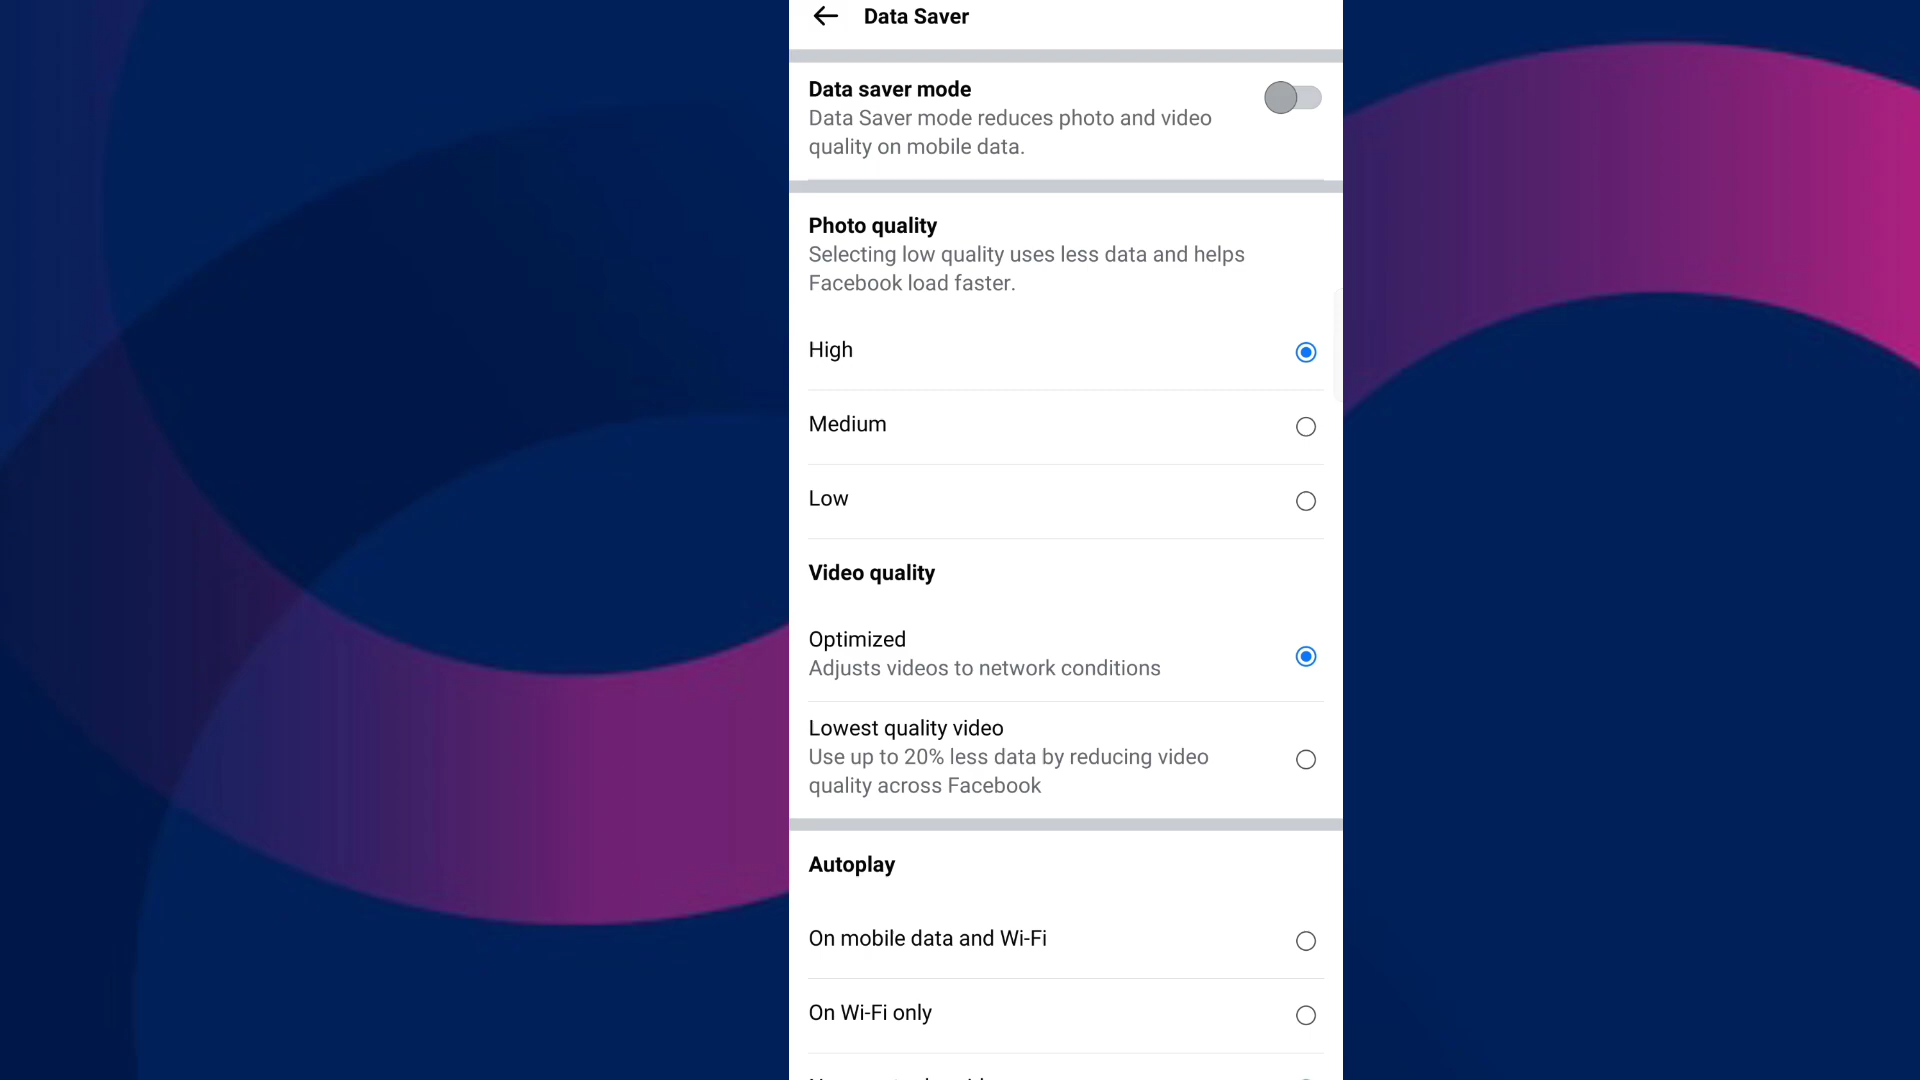 Data Saver
Data saver mode
Data Saver mode reduces photo and video
quality on mobile data.
Photo quality
Selecting low quality uses less data and helps
Facebook load faster.
High
Medium
Low
Video quality
Optimized
Adjusts videos to network conditions
Lowest quality video
Use up to 20% less data by reducing video
quality across Facebook
Autoplay
On mobile data and Wi-Fi
On Wi-Fi only